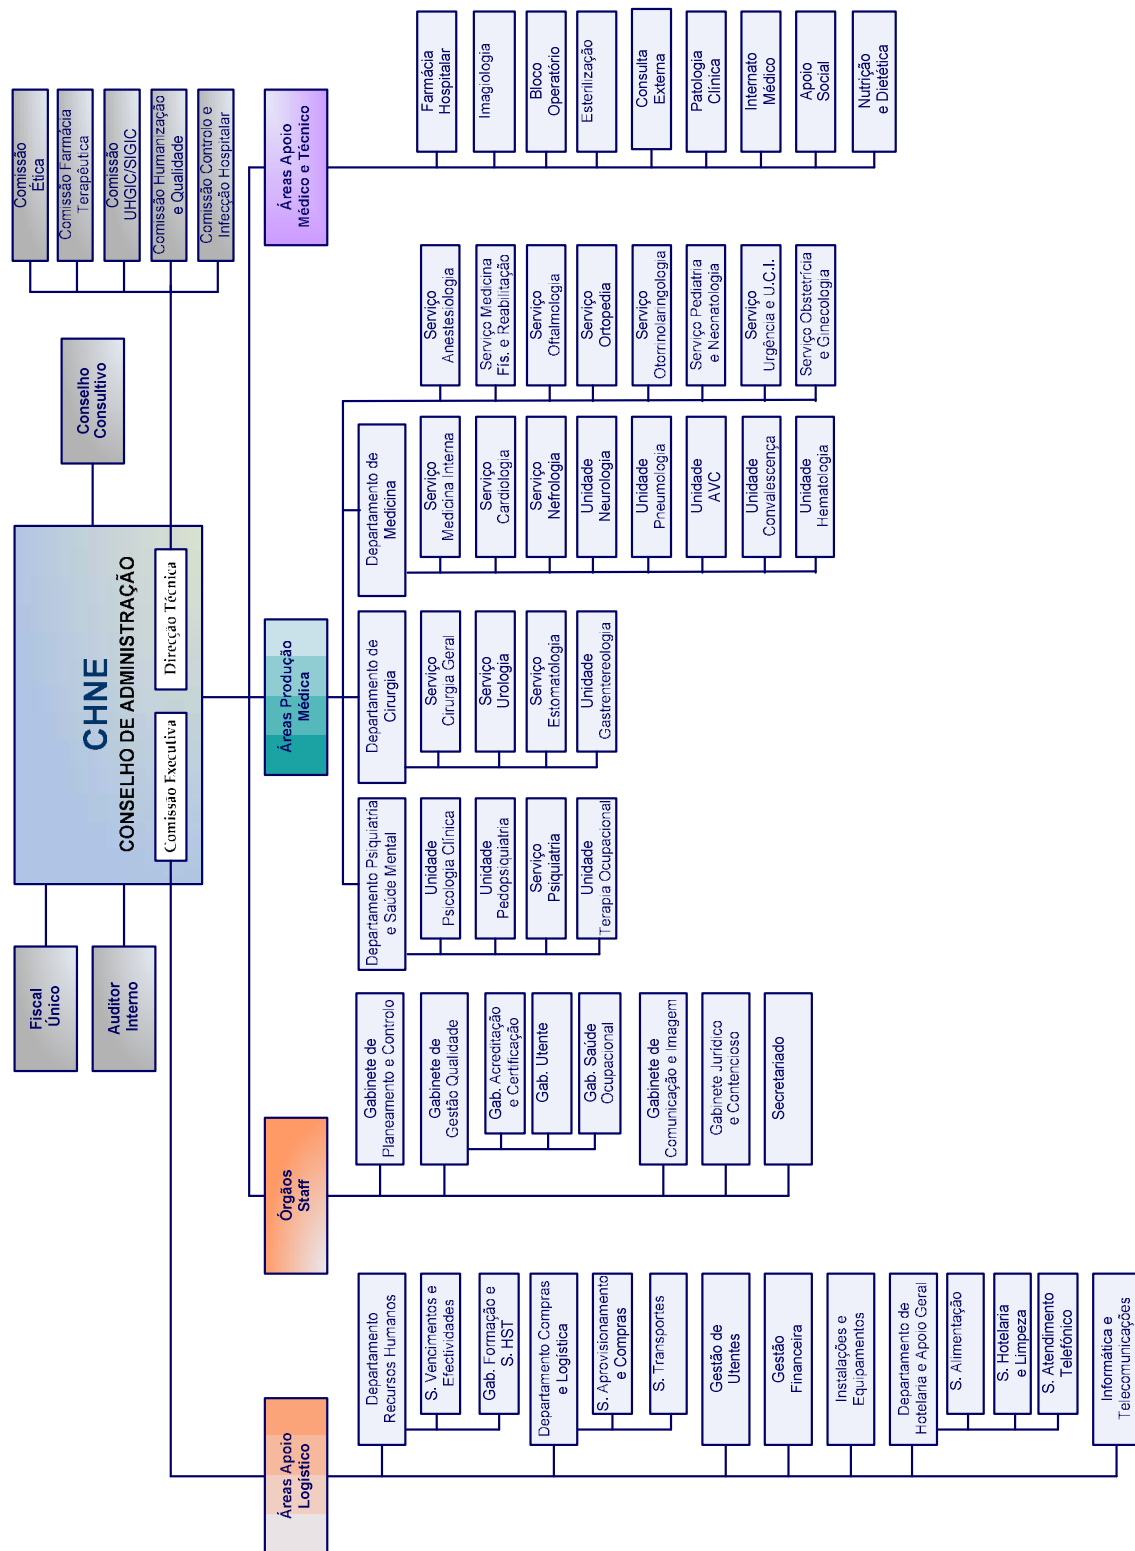 CHNE
CONSELHO DE ADMINISTRAÇÃO
Comissão Executiva
Direcção Técnica
Fiscal
Único
Auditor
Interno
Conselho
Consultivo
Comissão
Ética
Comissão Farmácia
Terapêutica
Comissão
UHGIC/SIGIC
Comissão Humanização
e Qualidade
Comissão Controlo e
Infecção Hospitalar
Áreas Apoio
Logístico
Departamento
Recursos Humanos
S. Vencimentos e
Efectividades
Gab. Formação e
S. HST
Departamento Compras
e Logística
S. Aprovisionamento
e Compras
S. Transportes
Gestão de
Utentes
Gestão
Financeira
Instalações e
Equipamentos
Departamento de
Hotelaria e Apoio Geral
S. Alimentação
S. Hotelaria
e Limpeza
S. Atendimento
Telefónico
Informática e
Telecomunicações
Órgãos
Staff
Gabinete de
Planeamento e Controlo
Gabinete de
Gestão Qualidade
Gab. Acreditação
e Certificação
Gab. Utente
Gab. Saúde
Ocupacional
Gabinete de
Comunicação e Imagem
Gabinete Jurídico
e Contencioso
Secretariado
Áreas Produção
Médica
Departamento Psiquiatria
e Saúde Mental
Unidade
Psicologia Clínica
Unidade
Pedopsiquiatria
Serviço
Psiquiatria
Unidade
Terapia Ocupacional
Departamento de
Cirurgia
Serviço
Cirurgia Geral
Serviço
Urologia
Serviço
Estomatologia
Unidade
Gastrentereologia
Departamento de
Medicina
Serviço
Medicina Interna
Serviço
Cardiologia
Serviço
Nefrologia
Unidade
Neurologia
Unidade
Pneumologia
Unidade
AVC
Unidade
Convalescença
Unidade
Hematologia
Serviço
Anestesiologia
Serviço Medicina
Fís. e Reabilitação
Serviço
Oftalmologia
Serviço
Ortopedia
Serviço
Otorrinolaringologia
Serviço Pediatria
e Neonatologia
Serviço
Urgência e U.C.I.
Serviço Obstetrícia
e Ginecologia
Áreas Apoio
Médico e Técnico
Farmácia
Hospitalar
Imagiologia
Bloco
Operatório
Esterilização
Consulta
Externa
Patologia
Clínica
Internato
Médico
Apoio
Social
Nutrição
e Dietética